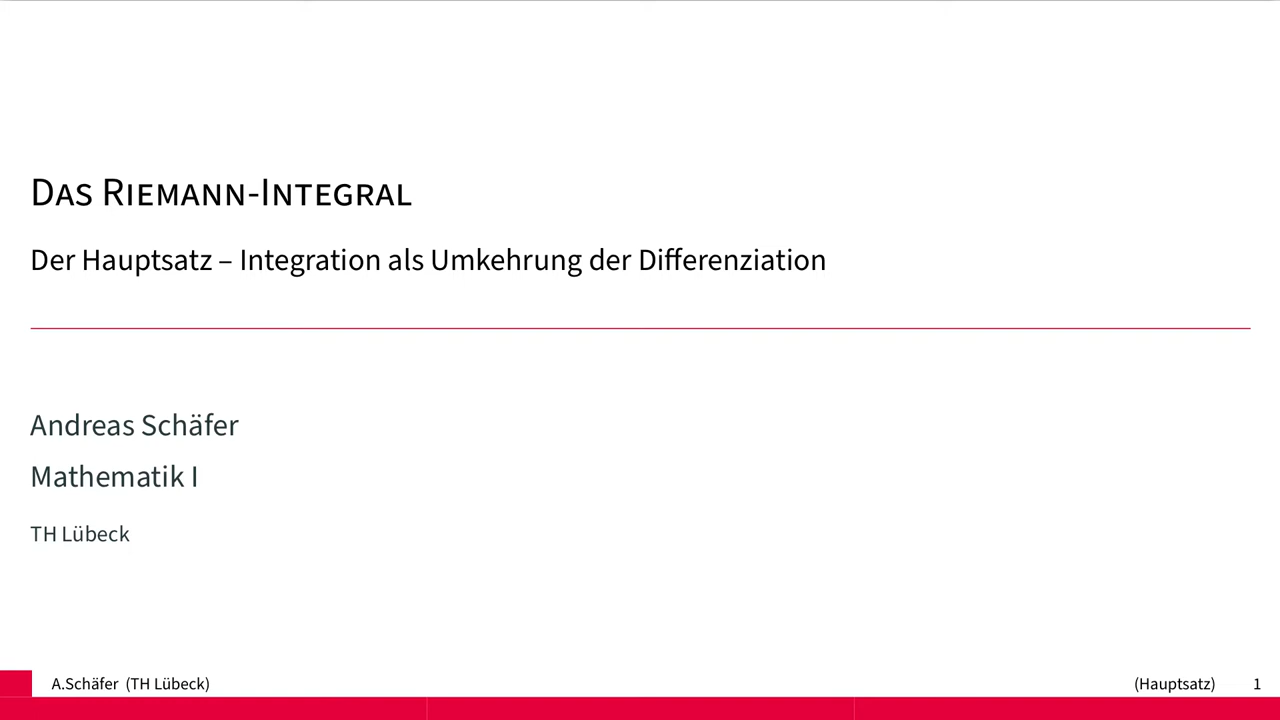 Das Riemann-Integral
Der Hauptsatz – Integration als Umkehrung der Differenziation
Andreas Schäfer
Mathematik I
TH Lübeck
A.Schäfer (TH Lübeck)
(Hauptsatz) 1